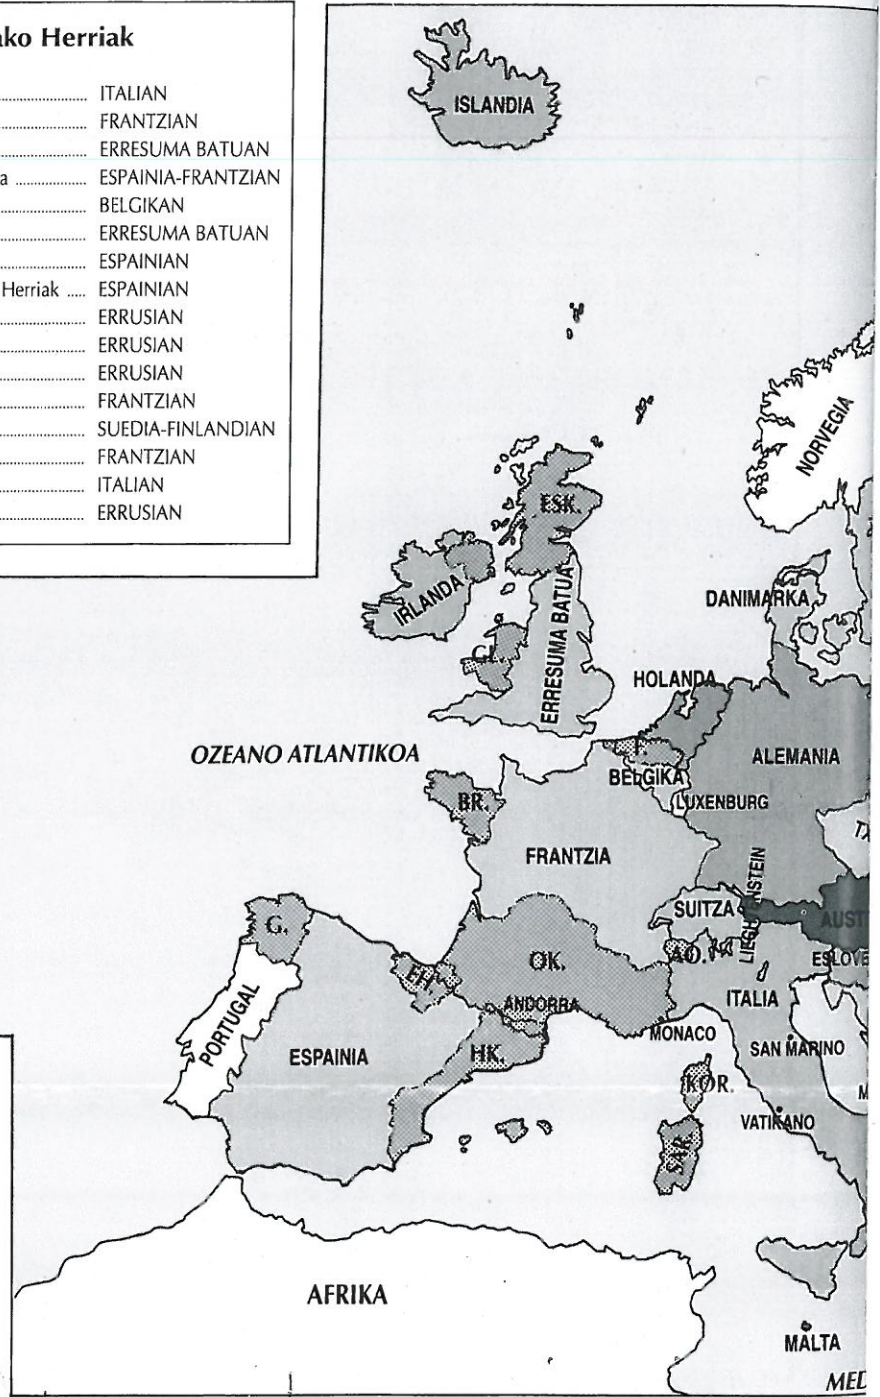 ako Herriak
ITALIAN
FRANTZIAN
ERRESUMA BATUAN
a ESPAINIA-FRANTZIAN
BELGIKAN
ERRESUMA BATUAN
ESPAINIAN
Herriak ESPAINIAN
ERRUSIAN
ERRUSIAN
ERRUSIAN
FRANTZIAN
SUEDIA-FINLANDIAN
FRANTZIAN
ITALIAN
ERRUSIAN
ISLANDIA
NORVEGIA
ESK.
IRLANDA
DANIMARKA
ERRESUMA BATUA
HOLANDA
OZEANO ATLANTIKOA
F.
ALEMANIA
BELGIKA
BR.
LUXENBURG
TX
FRANTZIA
SUITZA
AUST
G.
AO.
ESLOVE
OK.
EH.
ITALIA
ANDORRA
PORTUGAL
MONACO
ESPAINIA
HK.
SAN MARINO
KOR.
M
VATIKANO
SAR.
AFRIKA
MALTA
MED